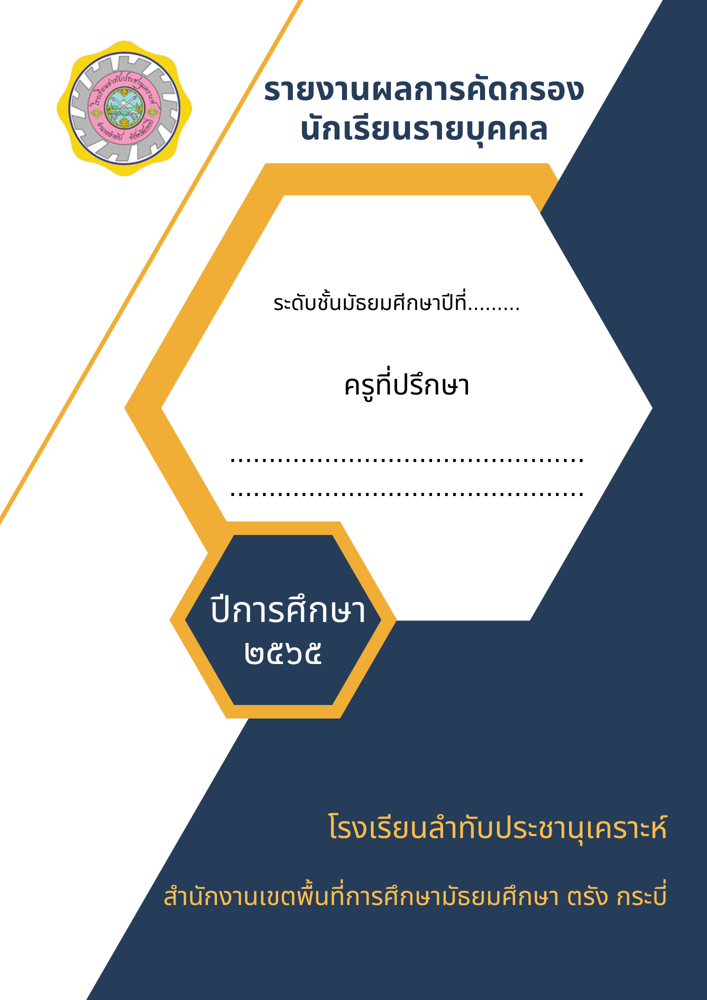 โรงเรียนลำทับประชานุเคราะห์
อำเภอลำทับ จังหวัดกระบี่
รายงานผลการคัดกรอง
นักเรียนรายบุคคล
ระดับชั้นมัธยมศีกษาปีที่.........
ครูที่ปรึกษา
.............................................
.............................................
ปีการศึกษา
๒๕๖๕
โรงเรียนลำทับประชานุเคราะห์
สำนักงานเขตพื้นที่การศึกษามัธยมศึกษา ตรัง กระบี่